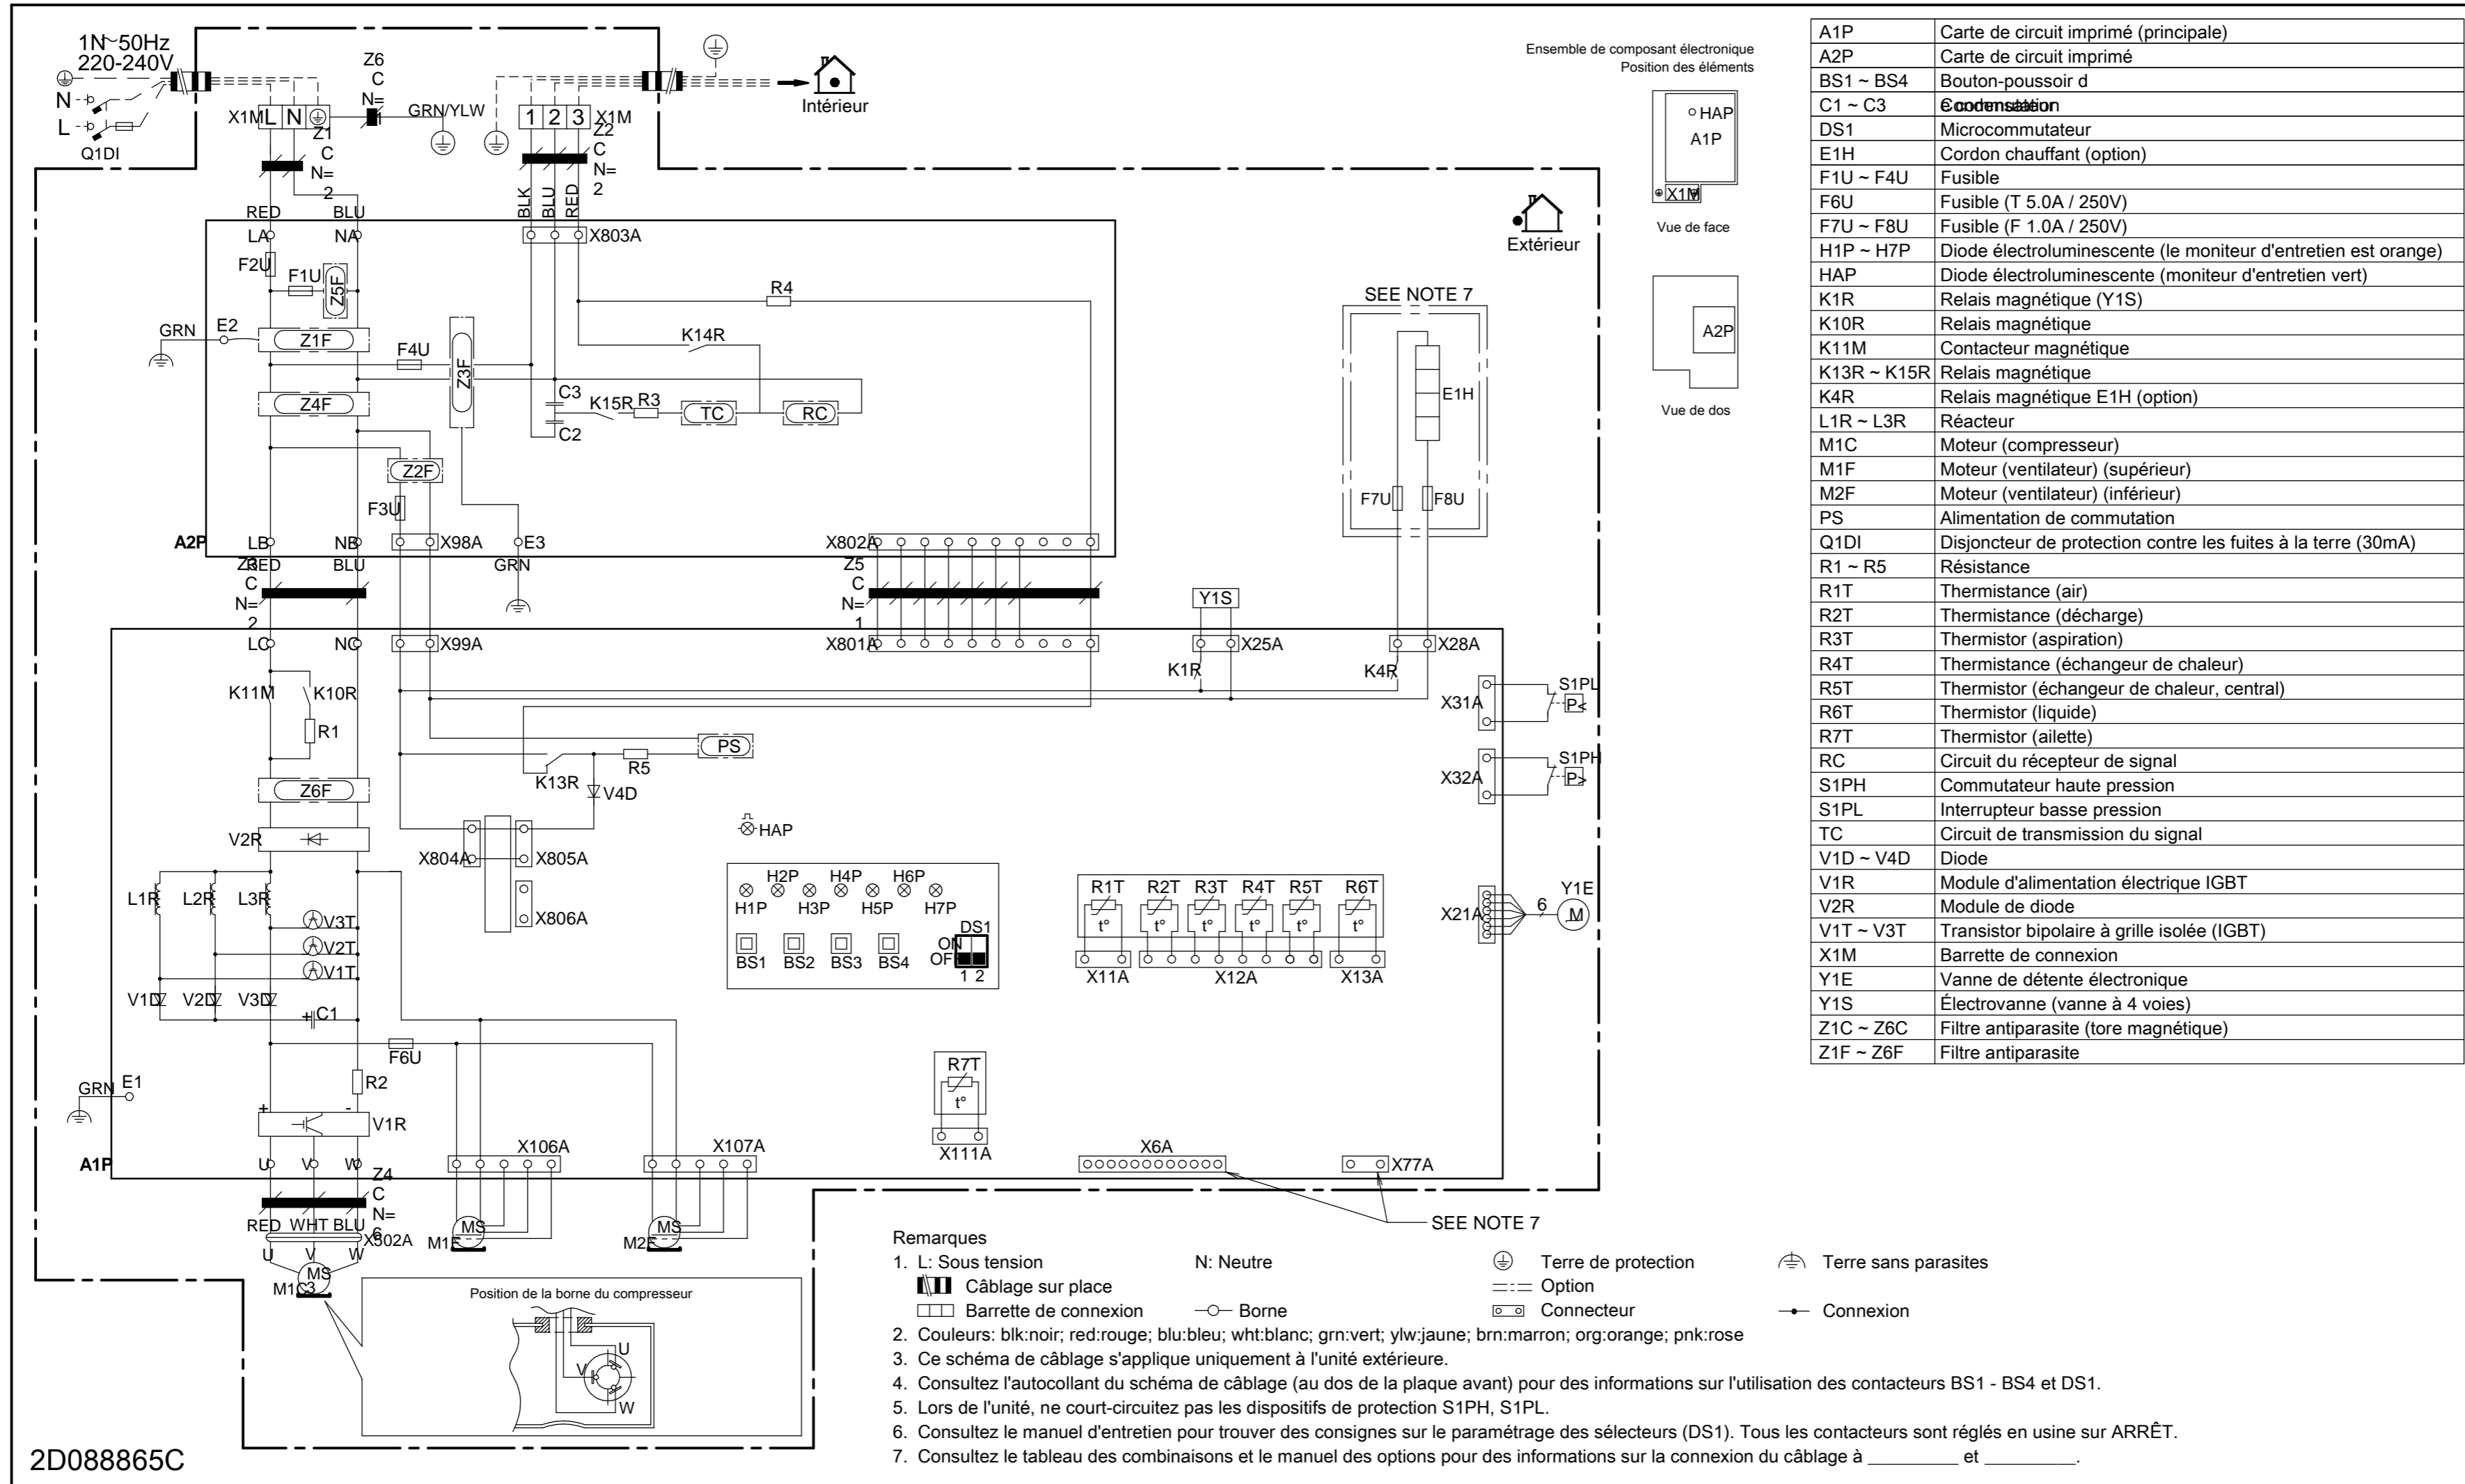 1N~50Hz
220-240V
N
L
Q1DI
X1M
L N
Z6
C
N=
1
GRN/YLW
Z1
C
N=
2
1 2 3
X1M
Z2
C
N=
2
Intérieur
RED
BLU
BLK
BLU
RED
LA
NA
X803A
F2U
F1U
Z5F
GRN
E2
Z1F
F4U
Z3F
R4
K14R
Z4F
C3
K15R
R3
TC
RC
C2
Z2F
F3U
A2P
LB
NB
X98A
E3
X802A
Z3
RED
BLU
GRN
C
N=
2
Z5
C
N=
1
Y1S
LC
NC
X99A
X801A
X25A
X28A
K1R
K4R
SEE NOTE 7
E1H
F7U
F8U
Extérieur
K11M
K10R
R1
X31A
S1PL
P<
PS
R5
K13R
V4D
X32A
S1PH
P>
Z6F
V2R
X804A
X805A
X806A
HAP
H2P H4P H6P
H1P H3P H5P H7P
DS1
ON
OFF
1 2
BS1 BS2 BS3 BS4
R1T R2T R3T R4T R5T R6T
t° t° t° t° t° t°
X11A X12A X13A
X21A
6
Y1E
M
L1R L2R L3R
V3T
V2T
V1T
V1D V2D V3D
+
C1
F6U
R2
GRN
E1
+ -
V1R
R7T
t°
X111A
A1P
U V W
X106A
X107A
X6A
X77A
Z4
C
N=
6
RED WHT BLU
X302A
U V W
MS
3
M1C
MS
M1F
MS
M2F
SEE NOTE 7
Position de la borne du compresseur
U
V
W
2D088865C
Ensemble de composant électronique
Position des éléments
HAP
A1P
X1M
Vue de face
A2P
Vue de dos
A1P Carte de circuit imprimé (principale)
A2P Carte de circuit imprimé
BS1 ~ BS4 Bouton-poussoir d
C1 ~ C3
DS1 Microcommutateur
E1H Cordon chauffant (option)
F1U ~ F4U Fusible
F6U Fusible (T 5.0A / 250V)
F7U ~ F8U Fusible (F 1.0A / 250V)
H1P ~ H7P Diode électroluminescente (le moniteur d'entretien est orange)
HAP Diode électroluminescente (moniteur d'entretien vert)
K1R Relais magnétique (Y1S)
K10R Relais magnétique
K11M Contacteur magnétique
K13R ~ K15R Relais magnétique
K4R Relais magnétique E1H (option)
L1R ~ L3R Réacteur
M1C Moteur (compresseur)
M1F Moteur (ventilateur) (supérieur)
M2F Moteur (ventilateur) (inférieur)
PS Alimentation de commutation
Q1DI Disjoncteur de protection contre les fuites à la terre (30mA)
R1 ~ R5 Résistance
R1T Thermistance (air)
R2T Thermistance (décharge)
R3T Thermistor (aspiration)
R4T Thermistance (échangeur de chaleur)
R5T Thermistor (échangeur de chaleur, central)
R6T Thermistor (liquide)
R7T Thermistor (ailette)
RC Circuit du récepteur de signal
S1PH Commutateur haute pression
S1PL Interrupteur basse pression
TC Circuit de transmission du signal
V1D ~ V4D Diode
V1R Module d'alimentation électrique IGBT
V2R Module de diode
V1T ~ V3T Transistor bipolaire à grille isolée (IGBT)
X1M Barrette de connexion
Y1E Vanne de détente électronique
Y1S Électrovanne (vanne à 4 voies)
Z1C ~ Z6C Filtre antiparasite (tore magnétique)
Z1F ~ Z6F Filtre antiparasite
Remarques
1. L: Sous tension N: Neutre Terre de protection Terre sans parasites
Câblage sur place Option
Barrette de connexion Borne Connecteur Connexion
2. Couleurs: blk:noir; red:rouge; blu:bleu; wht:blanc; grn:vert; ylw:jaune; brn:marron; org:orange; pnk:rose
3. Ce schéma de câblage s'applique uniquement à l'unité extérieure.
4. Consultez l'autocollant du schéma de câblage (au dos de la plaque avant) pour des informations sur l'utilisation des contacteurs BS1 - BS4 et DS1.
5. Lors de l'unité, ne court-circuitez pas les dispositifs de protection S1PH, S1PL.
6. Consultez le manuel d'entretien pour trouver des consignes sur le paramétrage des sélecteurs (DS1). Tous les contacteurs sont réglés en usine sur ARRÊT.
7. Consultez le tableau des combinaisons et le manuel des options pour des informations sur la connexion du câblage à _________ et _______.